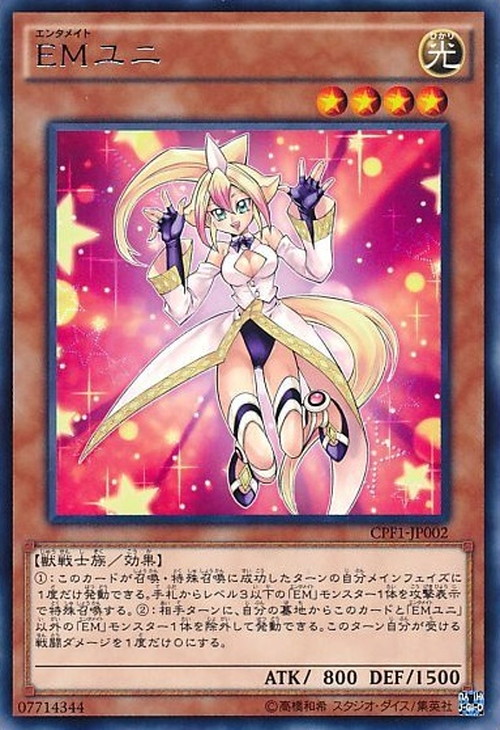 エンタメイト
EMユニ
ひかり
光
CPF1-JP002
【獣戦士族／効果】
①：このカードが召喚・特殊召喚に成功したターンの自分メインフェイズに
1度だけ発動できる。手札からレベル3以下の「EM」モンスター1体を攻撃表示
で特殊召喚する。②：相手ターンに、自分の墓地からこのカードと「EMユニ」
以外の「EM」モンスター1体を除外して発動できる。このターン自分が受ける
戦闘ダメージを1度だけ0にする。
ATK/ 800 DEF/1500
07714344
©高橋和希 スタジオ・ダイス/集英社